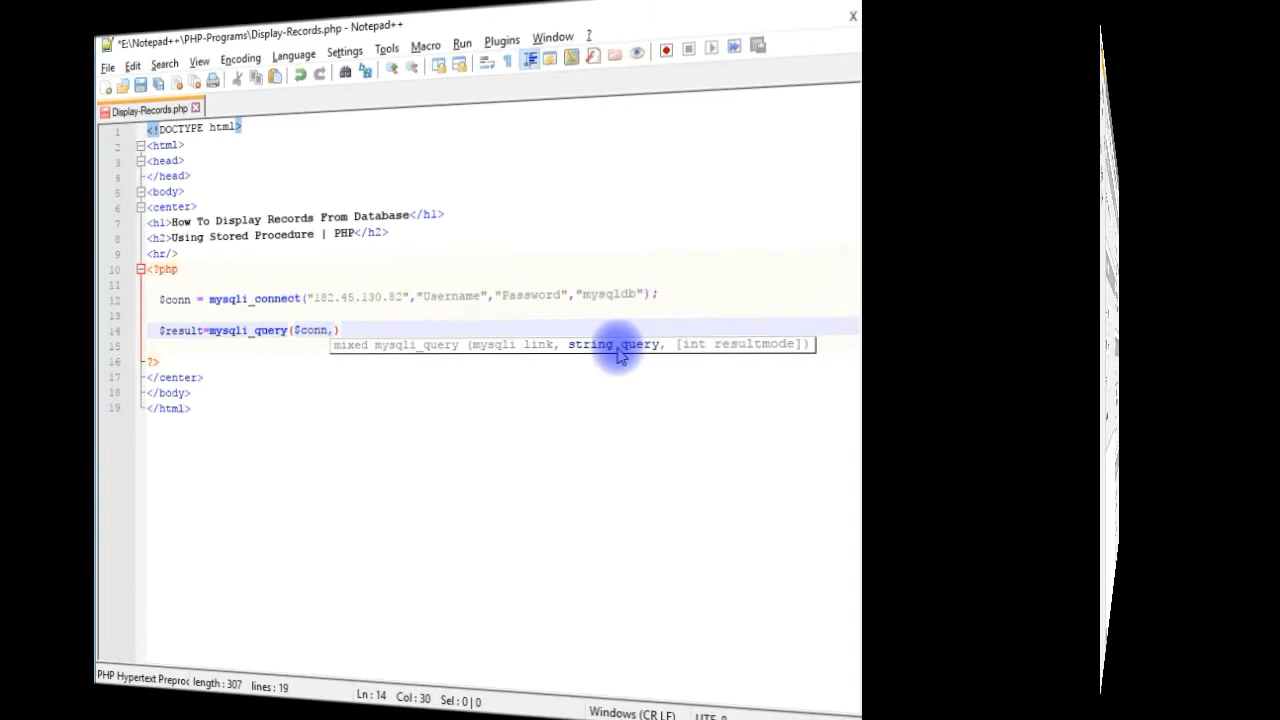 *E:\Notepad++\PHP-Programs\Display-Records.php - Notepad++
X
File Edit Search View Encoding Language Settings Tools Macro Run Plugins Window ?
Display-Records.php
1 <!DOCTYPE html>
2 <html>
3 <head>
4 </head>
5 <body>
6 <center>
7 <h1>How To Display Records From Database</h1>
8 <h2>Using Stored Procedure | PHP</h2>
9 <hr/>
10 <?php
11
12 $conn = mysqli_connect("182.45.130.82","Username","Password","mysqldb");
13
14 $result=mysqli_query($conn,)
15 mixed mysqli_query (mysqli link, string query, [int resultmode])
16 ?>
17 </center>
18 </body>
19 </html>
PHP Hypertext Preproc length : 307 lines : 19 Ln : 14 Col : 30 Sel : 0 | 0 Windows (CR LF) UTF-8